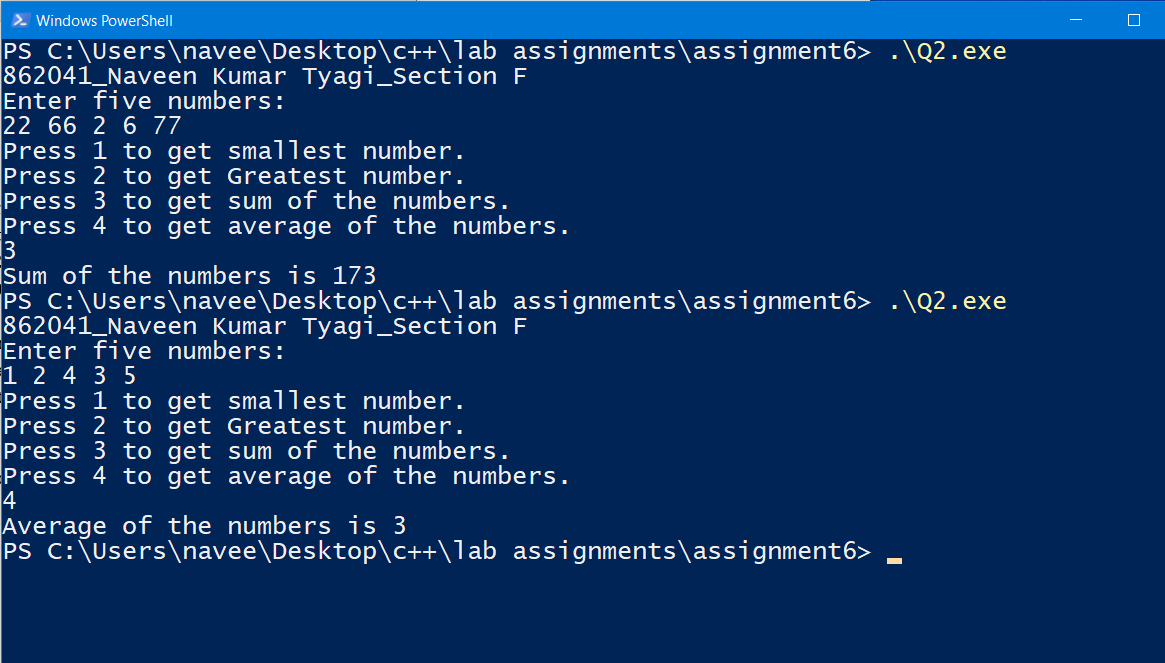 Windows PowerShell
PS C:\Users\navee\Desktop\c++\lab assignments\assignment6> .\Q2.exe
862041_Naveen Kumar Tyagi_Section F
Enter five numbers:
22 66 2 6 77
Press 1 to get smallest number.
Press 2 to get Greatest number.
Press 3 to get sum of the numbers.
Press 4 to get average of the numbers.
3
Sum of the numbers is 173
PS C:\Users\navee\Desktop\c++\lab assignments\assignment6> .\Q2.exe
862041_Naveen Kumar Tyagi_Section F
Enter five numbers:
1 2 4 3 5
Press 1 to get smallest number.
Press 2 to get Greatest number.
Press 3 to get sum of the numbers.
Press 4 to get average of the numbers.
4
Average of the numbers is 3
PS C:\Users\navee\Desktop\c++\lab assignments\assignment6>